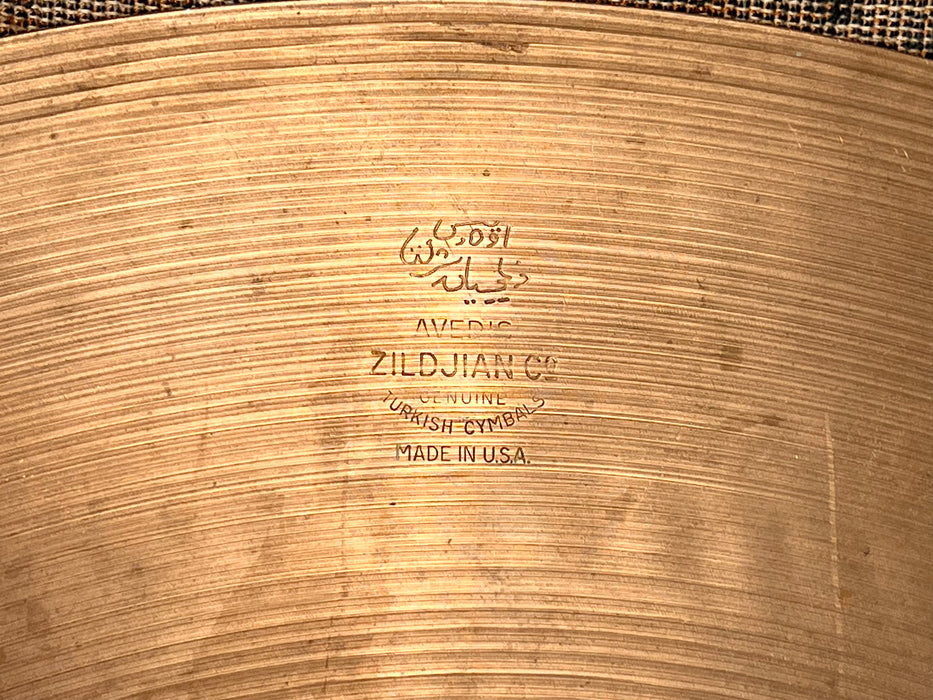 AVEDIS
ZILDJIAN Co
GENUINE
TURKISH CYMBALS
MADE IN U.S.A.